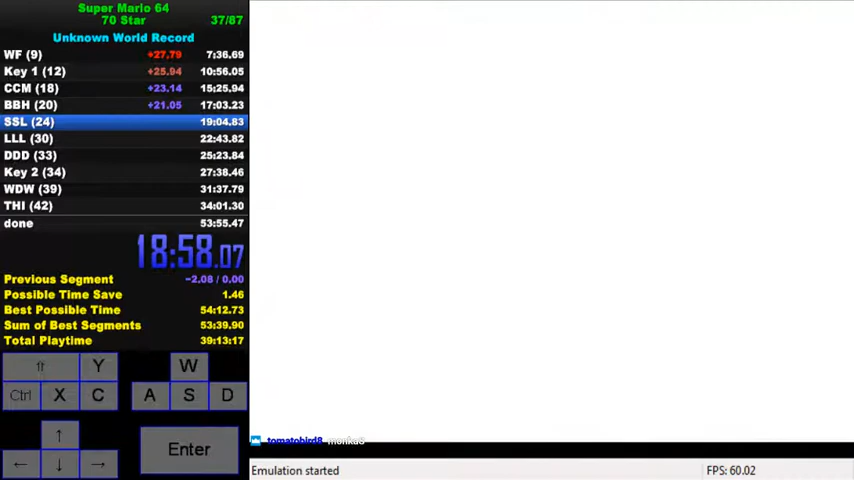 Super Mario 64
70 Star 37/87
Unknown World Record
WF (9) +27.79 7:36.69
Key 1 (12) +25.94 10:56.05
CCM (18) +23.14 15:25.94
BBH (20) +21.05 17:03.23
SSL (24) 19:04.83
LLL (30) 22:43.82
DDD (33) 25:23.84
Key 2 (34) 27:38.46
WDW (39) 31:37.79
THI (42) 34:01.30
done 53:55.47
18:58.07
Previous Segment −2.08 / 0.00
Possible Time Save 1.46
Best Possible Time 54:12.73
Sum of Best Segments 53:39.90
Total Playtime 39:13:17
Y W
Ctrl X C A S D
↑
Enter
← ↓ →
tomatobird8
Emulation started FPS: 60.02